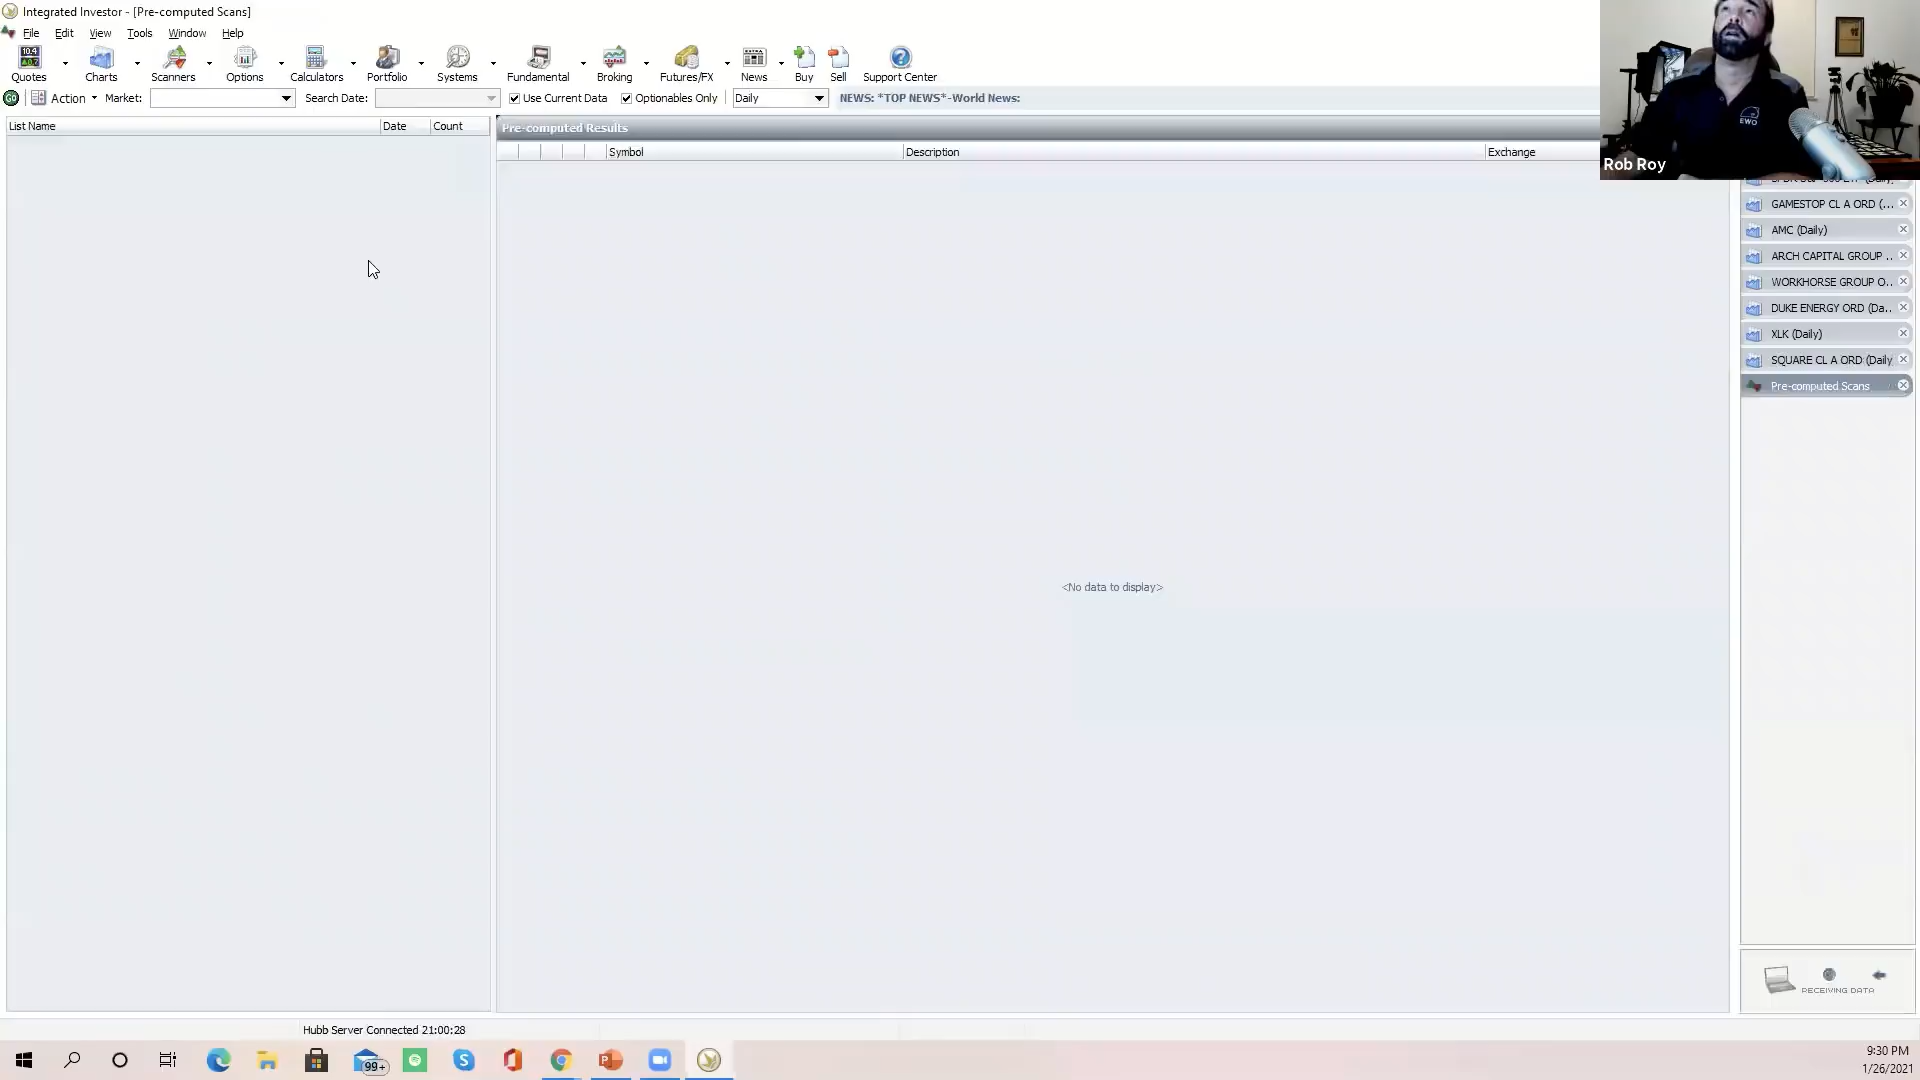 Integrated Investor - [Pre-computed Scans]
File Edit View Tools Window Help
Quotes Charts Scanners Options Calculators Portfolio Systems Fundamental Broking Futures/FX News Buy Sell Support Center
GO Action Market: Search Date: Use Current Data Optionables Only Daily NEWS: *TOP NEWS*-World News:
List Name Date Count
Pre-computed Results
Symbol Description Exchange
<No data to display>
EWO
Rob Roy
GAMESTOP CL A ORD (...
AMC (Daily)
ARCH CAPITAL GROUP ..
WORKHORSE GROUP O..
DUKE ENERGY ORD (Da..
XLK (Daily)
SQUARE CL A ORD (Daily
Pre-computed Scans
RECEIVING DATA
Hubb Server Connected 21:00:28
99+
9:30 PM
1/26/2021